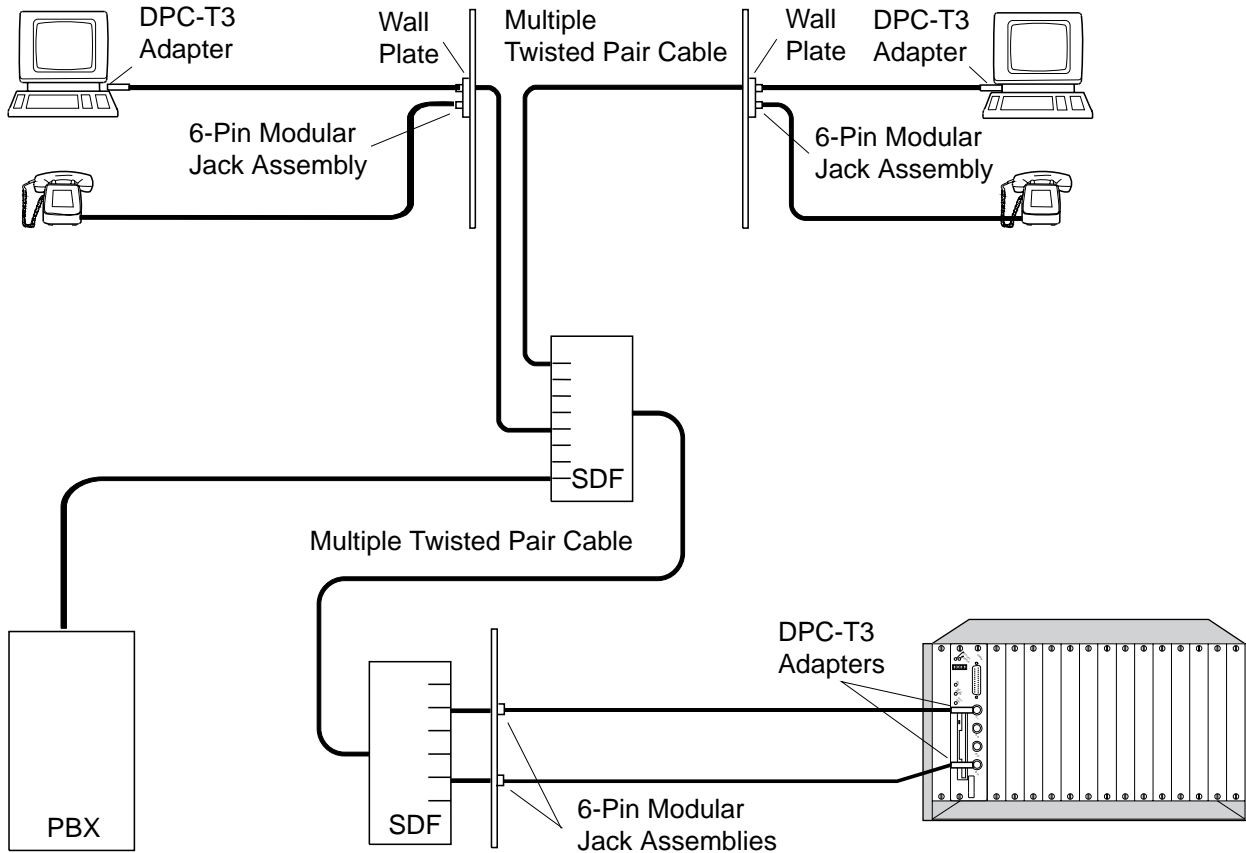 DPC-T3
Adapter
Wall
Plate
Multiple
Twisted Pair Cable
Wall
Plate
DPC-T3
Adapter
6-Pin Modular
Jack Assembly
6-Pin Modular
Jack Assembly
SDF
Multiple Twisted Pair Cable
DPC-T3
Adapters
PBX
SDF
6-Pin Modular
Jack Assemblies